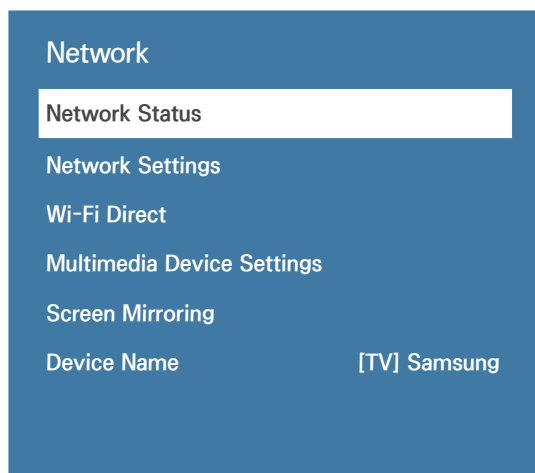 Network
Network Status
Network Settings
Wi-Fi Direct
Multimedia Device Settings
Screen Mirroring
Device Name [TV] Samsung